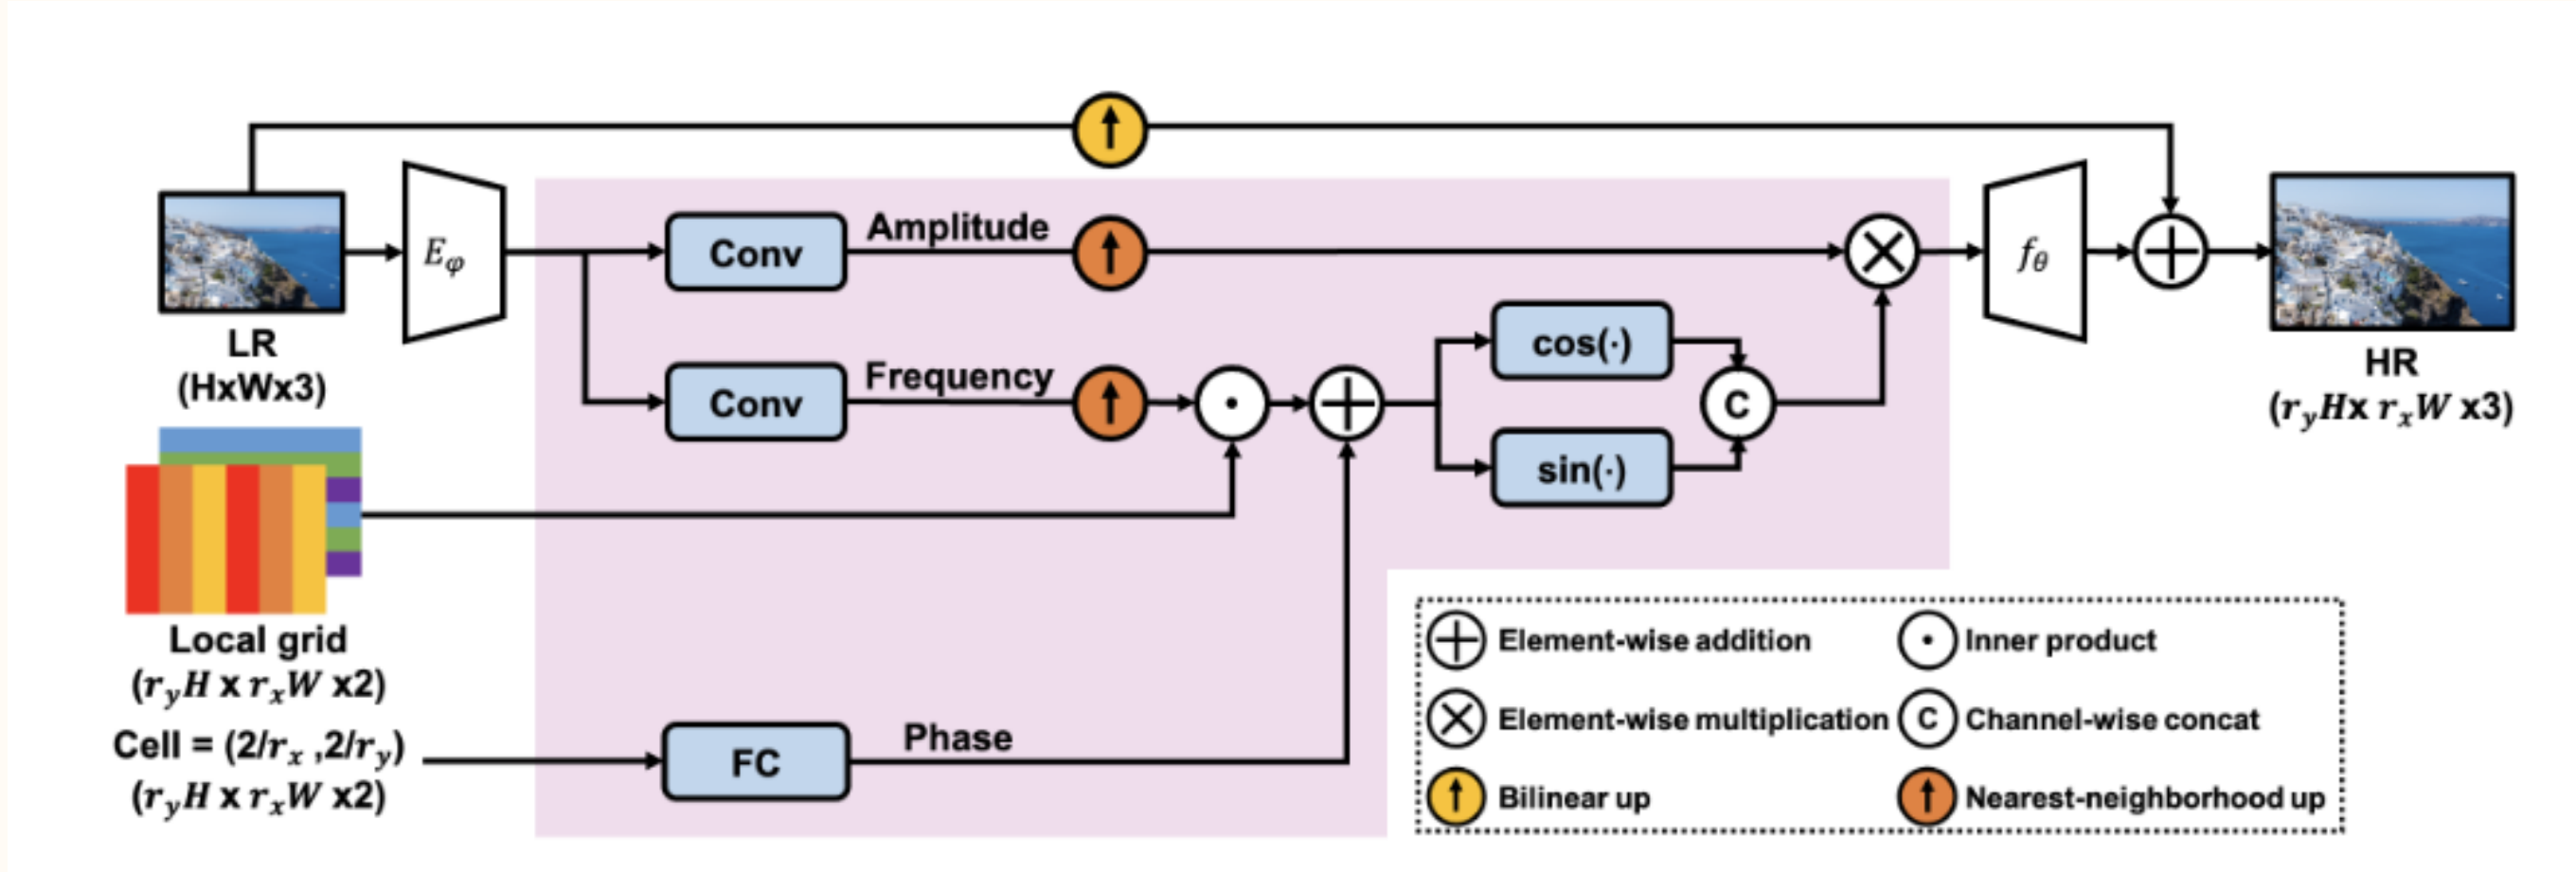 Amplitude
Conv
E_φ
f_θ
cos(·)
LR
(HxWx3)
Frequency
Conv
C
HR
(r_yHx r_xW x3)
sin(·)
Local grid
(r_yH x r_xW x2)
Element-wise addition
Inner product
Cell = (2/r_x ,2/r_y)
(r_yH x r_xW x2)
FC
Phase
Element-wise multiplication
C Channel-wise concat
Bilinear up
Nearest-neighborhood up